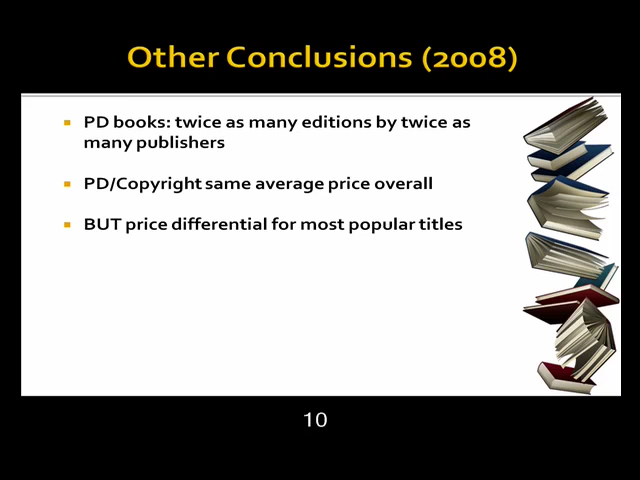 Other Conclusions (2008)
PD books: twice as many editions by twice as
many publishers
PD/Copyright same average price overall
BUT price differential for most popular titles
10